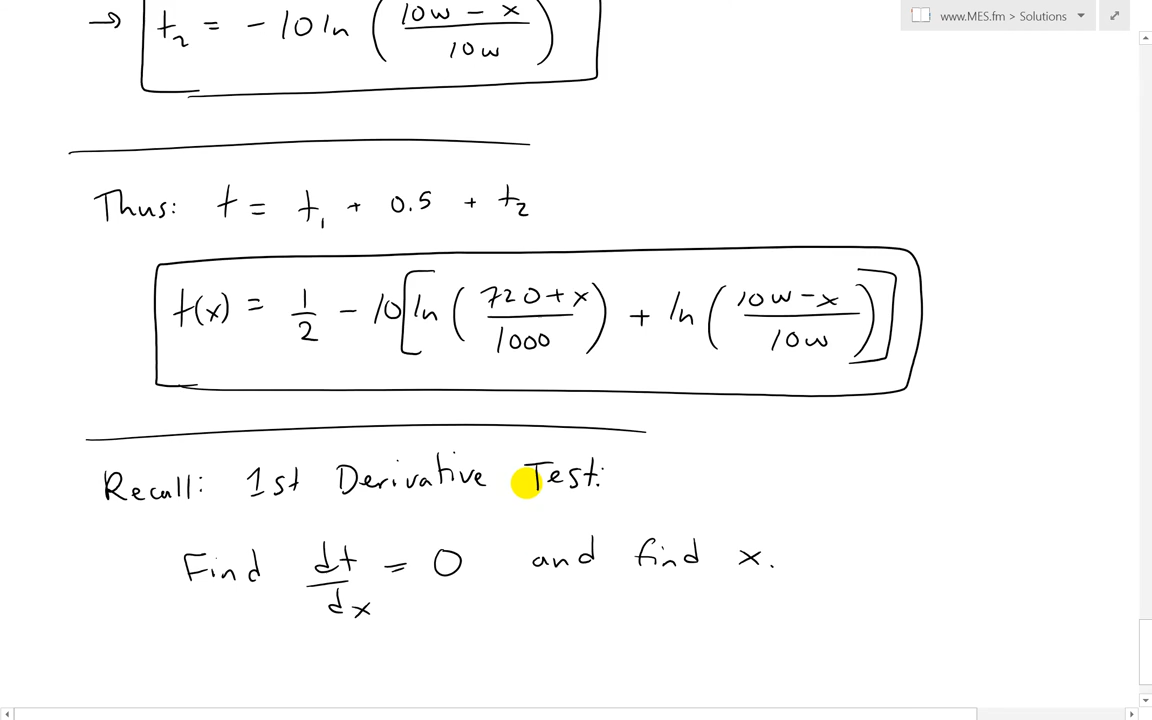 www.MES.fm > Solutions
→ t₂ = - 10 ln ( (10w - x) / 10w )
Thus: t = t₁ + 0.5 + t₂
t(x) = 1/2 - 10 [ ln ( (720 + x) / 1000 ) + ln ( (10w - x) / 10w ) ]
Recall: 1st Derivative Test:
Find dt/dx = 0 and find x.